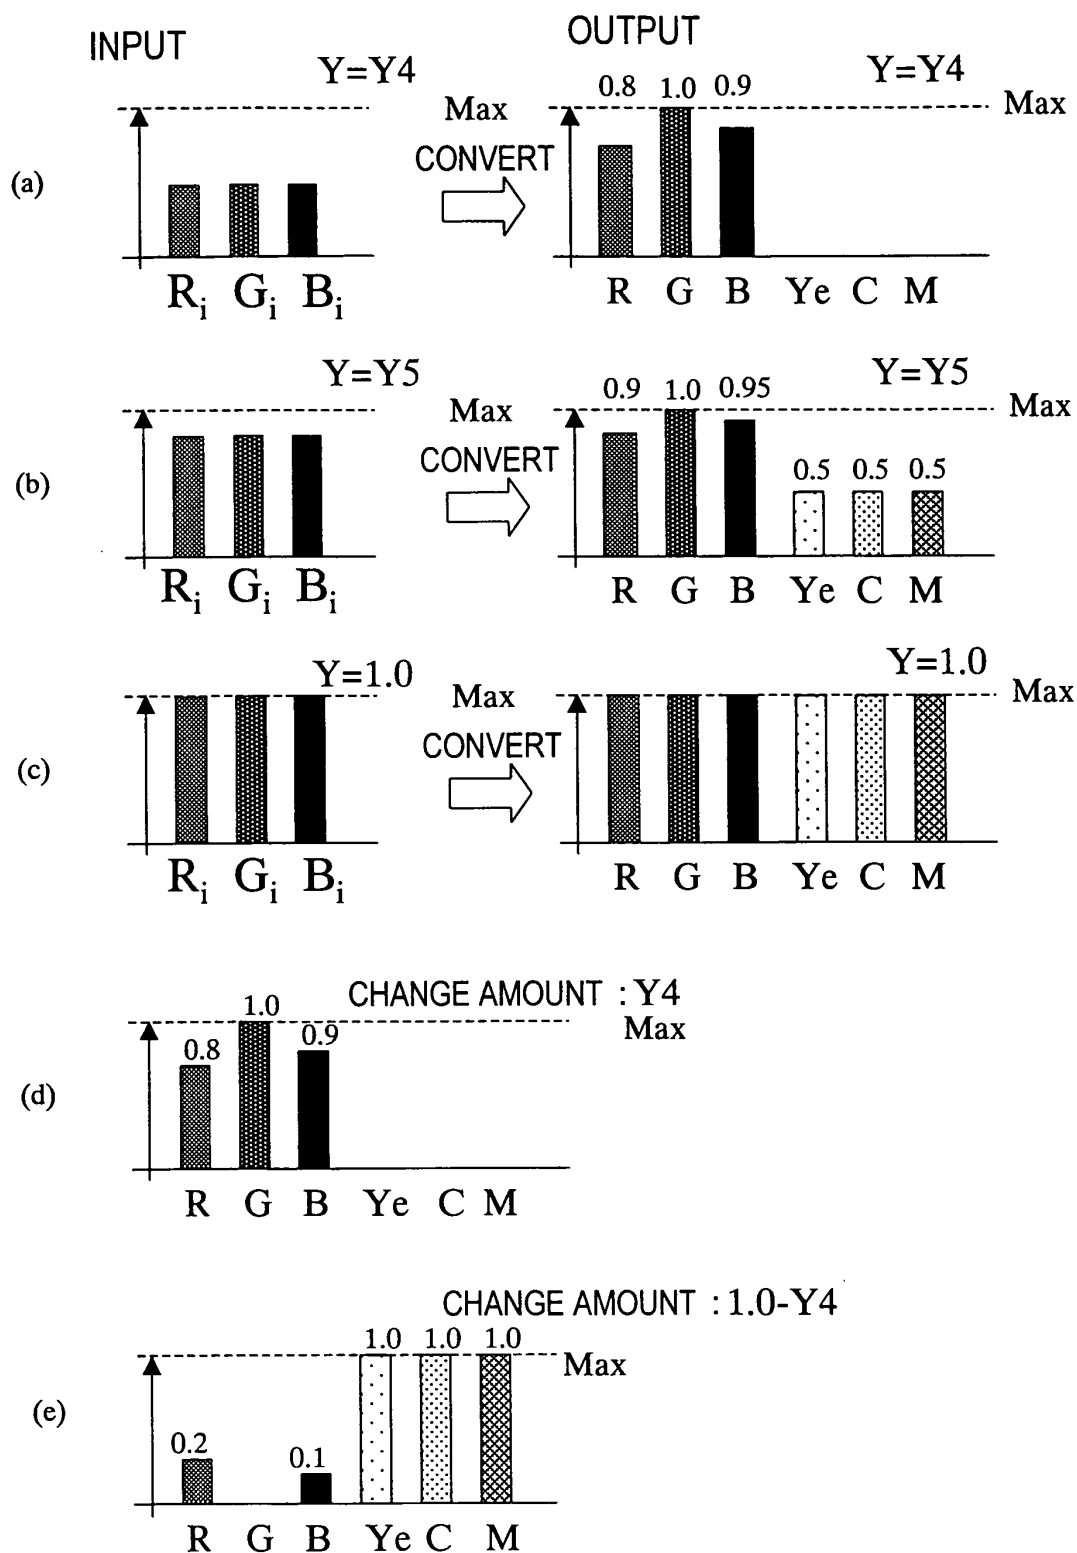 INPUT
OUTPUT
Y=Y4
Max
CONVERT
0.8 1.0 0.9
Y=Y4
Max
(a)
Rᵢ Gᵢ Bᵢ
R G B Ye C M
Y=Y5
Max
CONVERT
0.9 1.0 0.95
Y=Y5
Max
(b)
0.5 0.5 0.5
Rᵢ Gᵢ Bᵢ
R G B Ye C M
Y=1.0
Max
CONVERT
Y=1.0
Max
(c)
Rᵢ Gᵢ Bᵢ
R G B Ye C M
CHANGE AMOUNT : Y4
Max
0.8 1.0 0.9
(d)
R G B Ye C M
CHANGE AMOUNT : 1.0-Y4
1.0 1.0 1.0
Max
(e)
0.2 0.1
R G B Ye C M